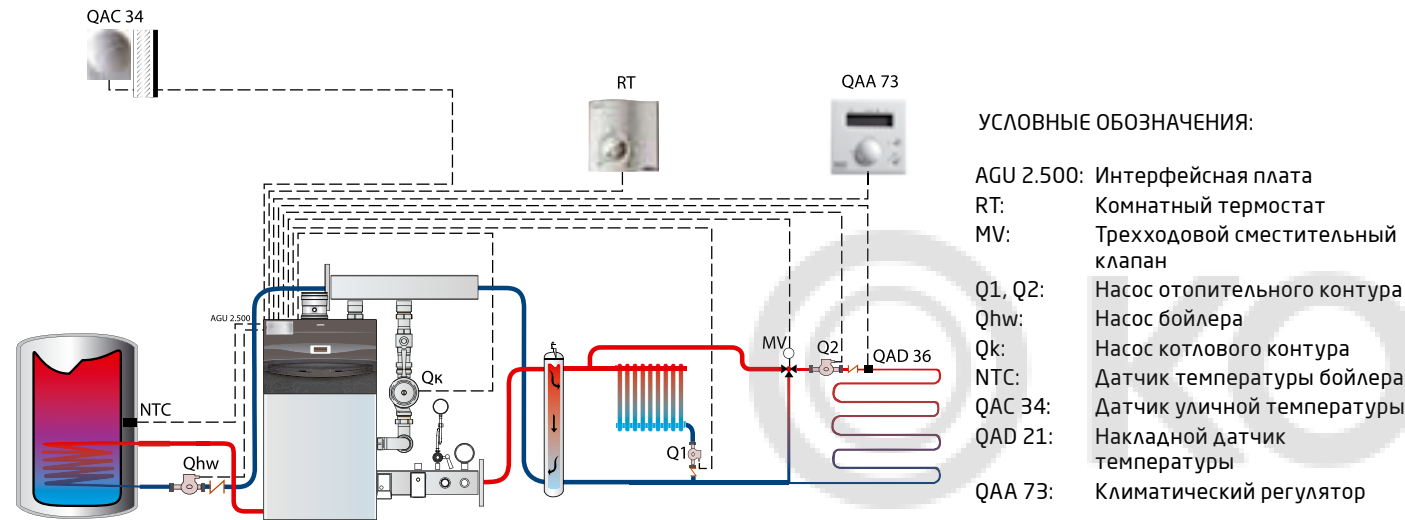 QAC 34
RT
QAA 73
AGU 2.500
NTC
Qhw
Qк
Q1
MV
Q2
QAD 36
УСЛОВНЫЕ ОБОЗНАЧЕНИЯ:
AGU 2.500: Интерфейсная плата
RT: Комнатный термостат
MV: Трехходовой сместительный
клапан
Q1, Q2: Насос отопительного контура
Qhw: Насос бойлера
Qk: Насос котлового контура
NTC: Датчик температуры бойлера
QAC 34: Датчик уличной температуры
QAD 21: Накладной датчик
температуры
QAA 73: Климатический регулятор